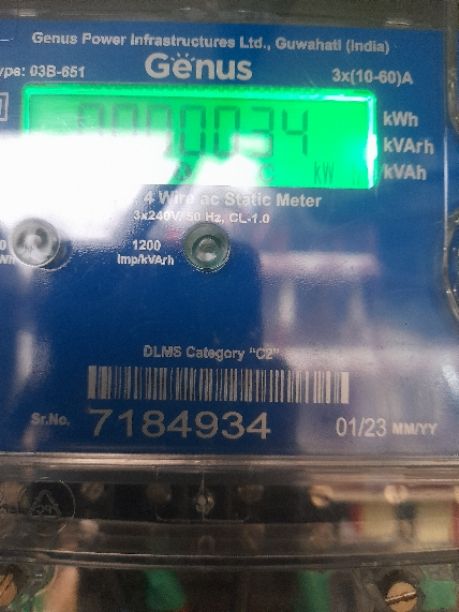 Genus Power Infrastructures Ltd., Guwahati (India)
Genus
ype: 03B-651
3x(10-60)A
0000034
kW
kWh
kVArh
kVAh
4 Wire ac Static Meter
3x240V/ 50 Hz, CL-1.0
1200
Imp/kVArh
DLMS Category "C2"
Sr.No. 7184934
01/23 MM/YY